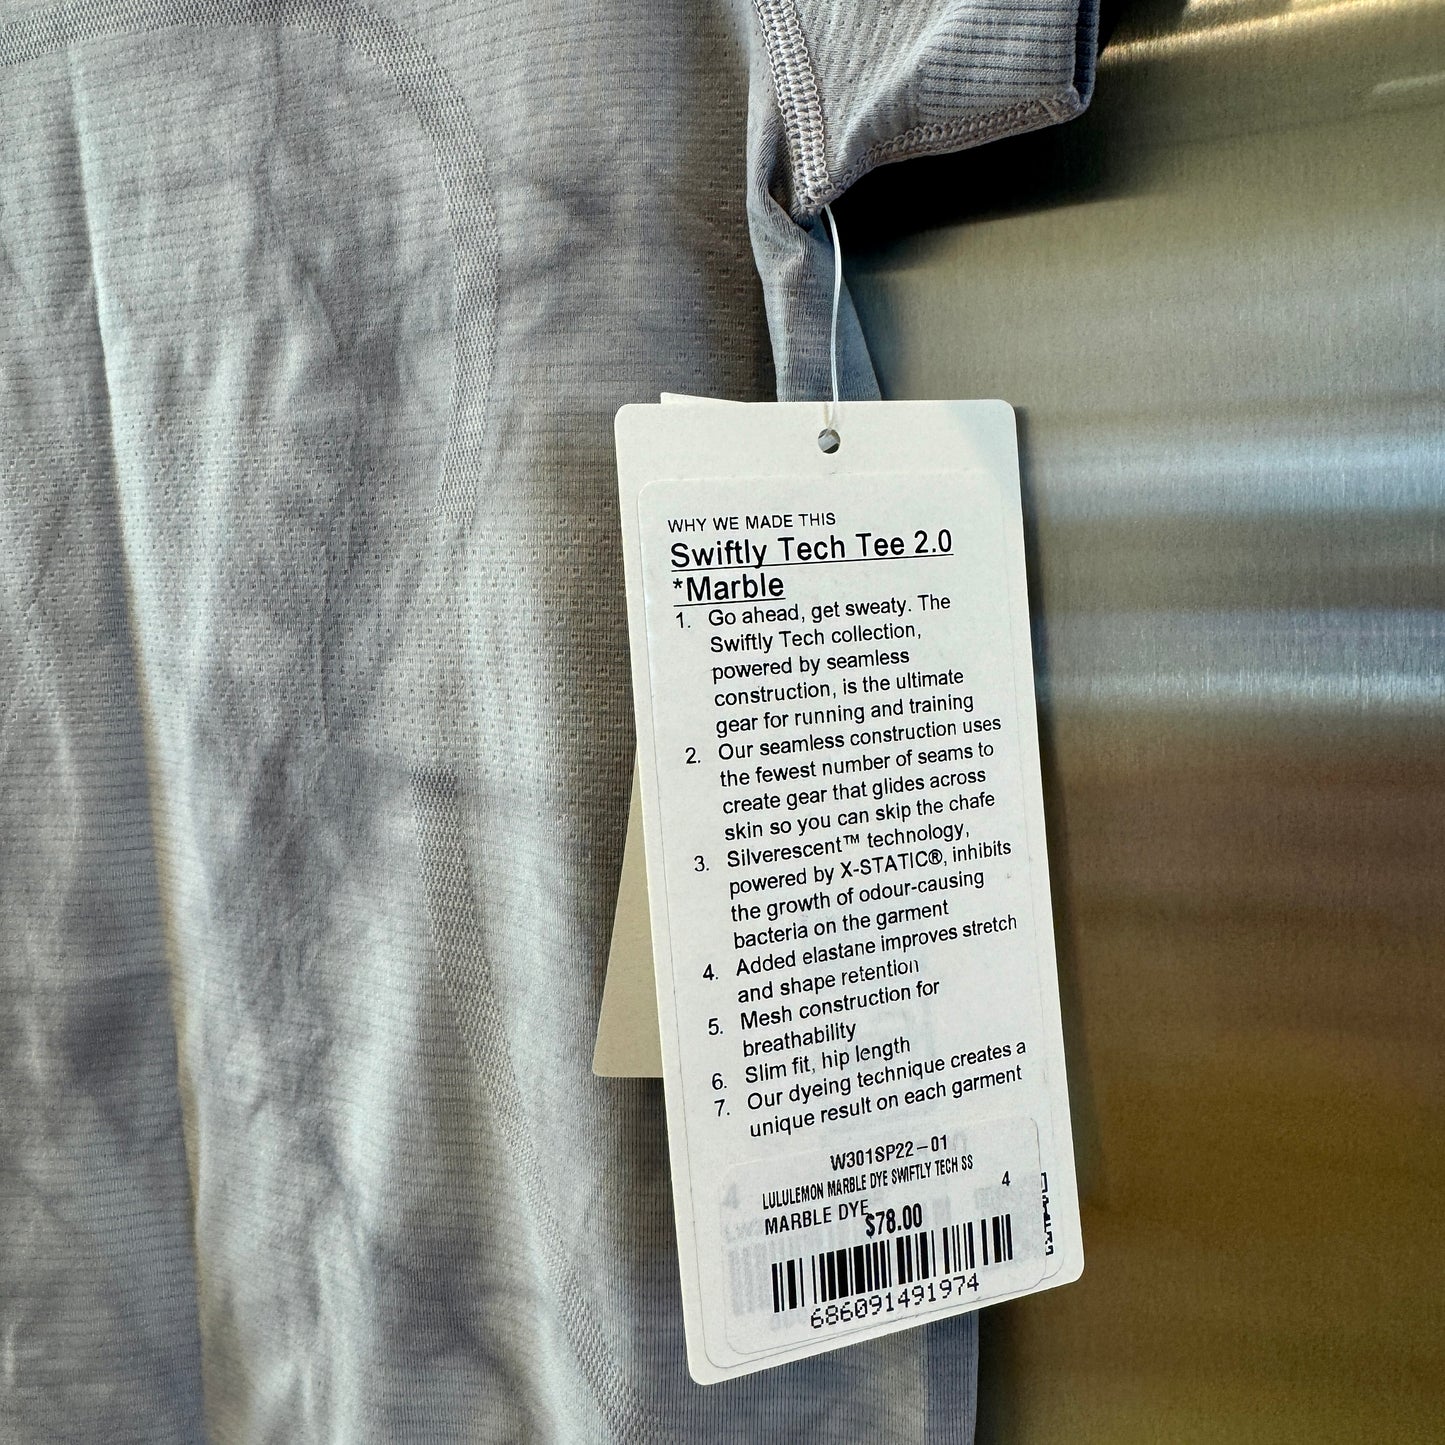 WHY WE MADE THIS
Swiftly Tech Tee 2.0
*Marble
1. Go ahead, get sweaty. The
Swiftly Tech collection,
powered by seamless
construction, is the ultimate
gear for running and training
2. Our seamless construction uses
the fewest number of seams to
create gear that glides across
skin so you can skip the chafe
3. Silverescent™ technology,
powered by X-STATIC®, inhibits
the growth of odour-causing
bacteria on the garment
4. Added elastane improves stretch
and shape retention
5. Mesh construction for
breathability
6. Slim fit, hip length
7. Our dyeing technique creates a
unique result on each garment
W301SP22-01
LULULEMON MARBLE DYE SWIFTLY TECH SS
MARBLE DYE 4
$78.00
686091491974